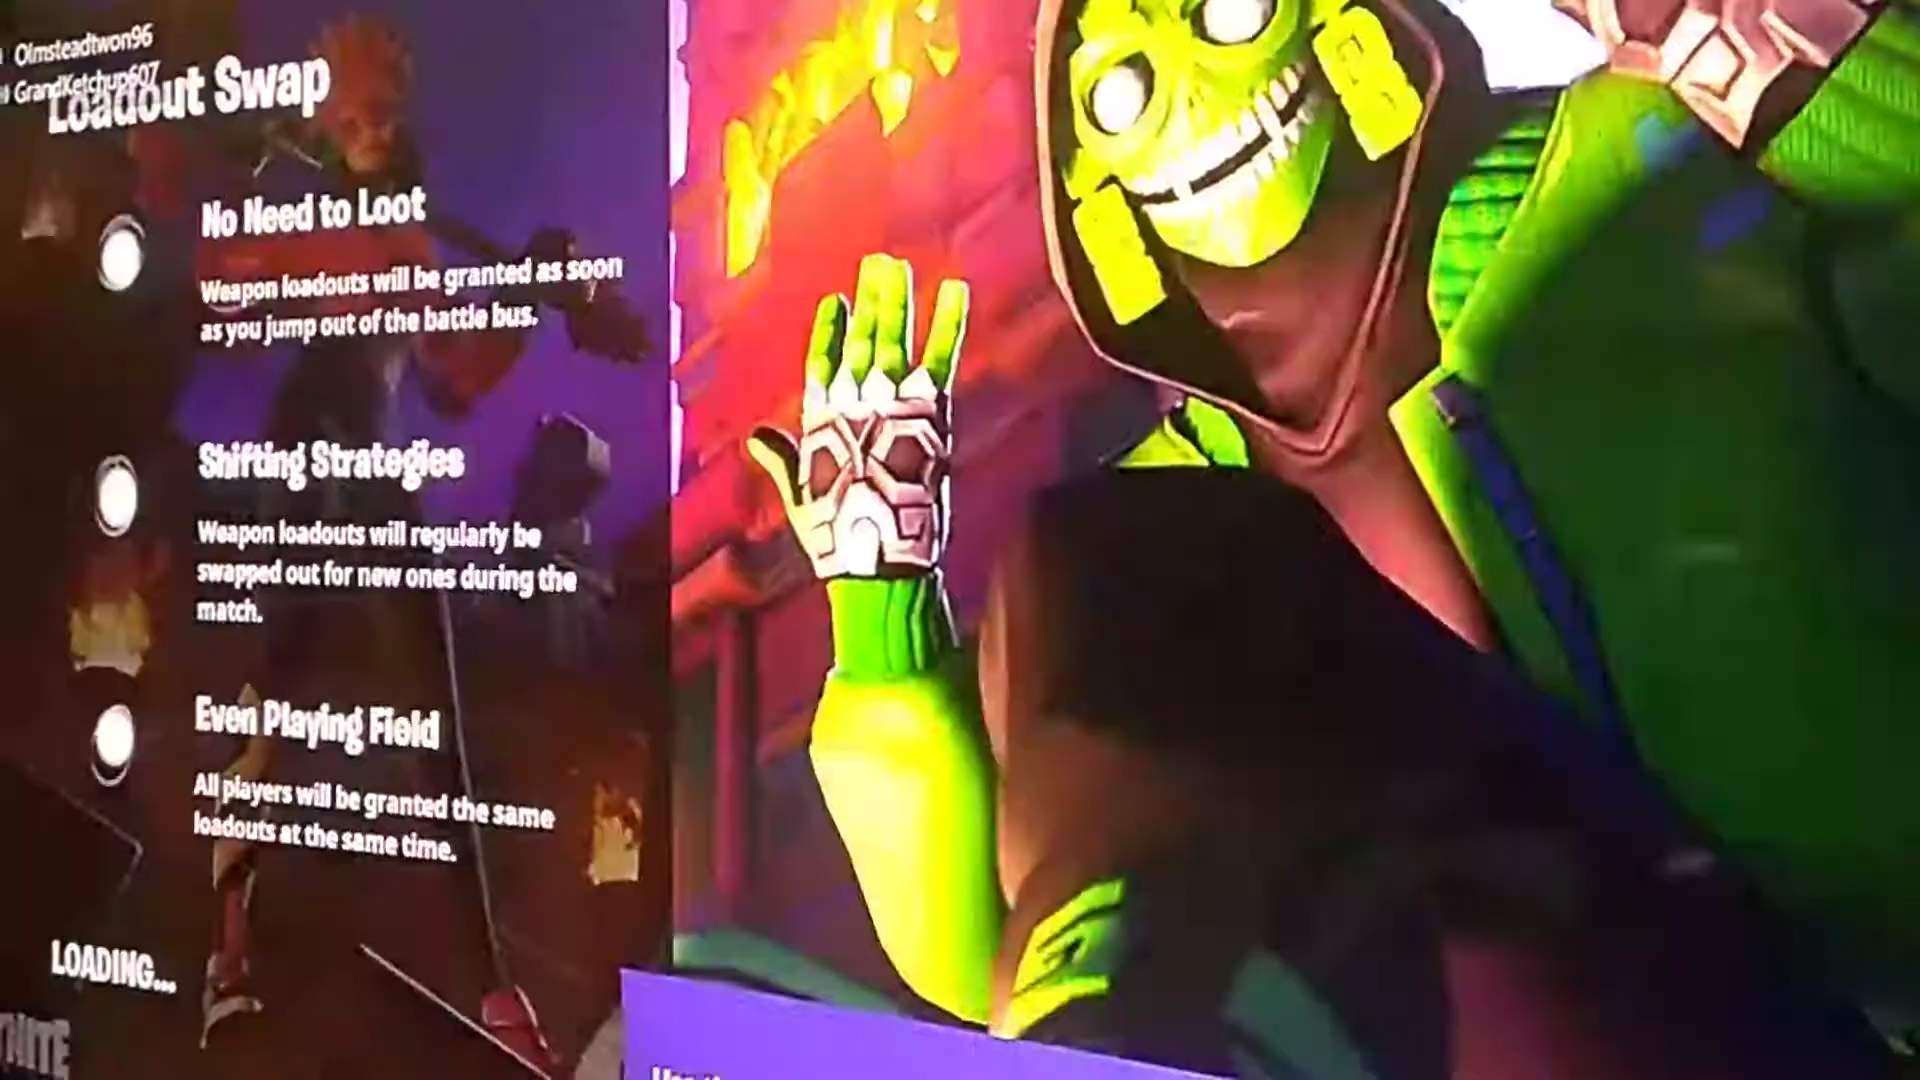 Olmsteadtwon96
GrandKetchup607
Loadout Swap
No Need to Loot
Weapon loadouts will be granted as soon
as you jump out of the battle bus.
Shifting Strategies
Weapon loadouts will regularly be
swapped out for new ones during the
match.
Even Playing Field
All players will be granted the same
loadouts at the same time.
LOADING...
NITE